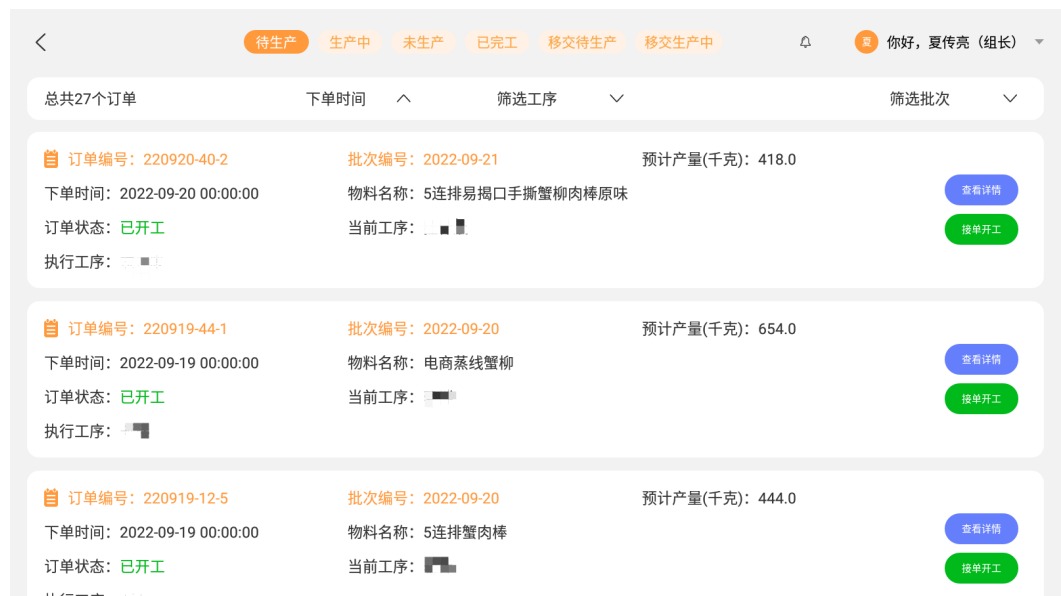 待生产 生产中 未生产 已完工 移交待生产 移交生产中 夏 你好，夏传亮（组长）
总共27个订单 下单时间 筛选工序 筛选批次
订单编号：220920-40-2 批次编号：2022-09-21 预计产量(千克)：418.0
下单时间：2022-09-20 00:00:00 物料名称：5连排易揭口手撕蟹柳肉棒原味 查看详情
订单状态：已开工 当前工序： 接单开工
执行工序：
订单编号：220919-44-1 批次编号：2022-09-20 预计产量(千克)：654.0
下单时间：2022-09-19 00:00:00 物料名称：电商蒸线蟹柳 查看详情
订单状态：已开工 当前工序： 接单开工
执行工序：
订单编号：220919-12-5 批次编号：2022-09-20 预计产量(千克)：444.0
下单时间：2022-09-19 00:00:00 物料名称：5连排蟹肉棒 查看详情
订单状态：已开工 当前工序： 接单开工